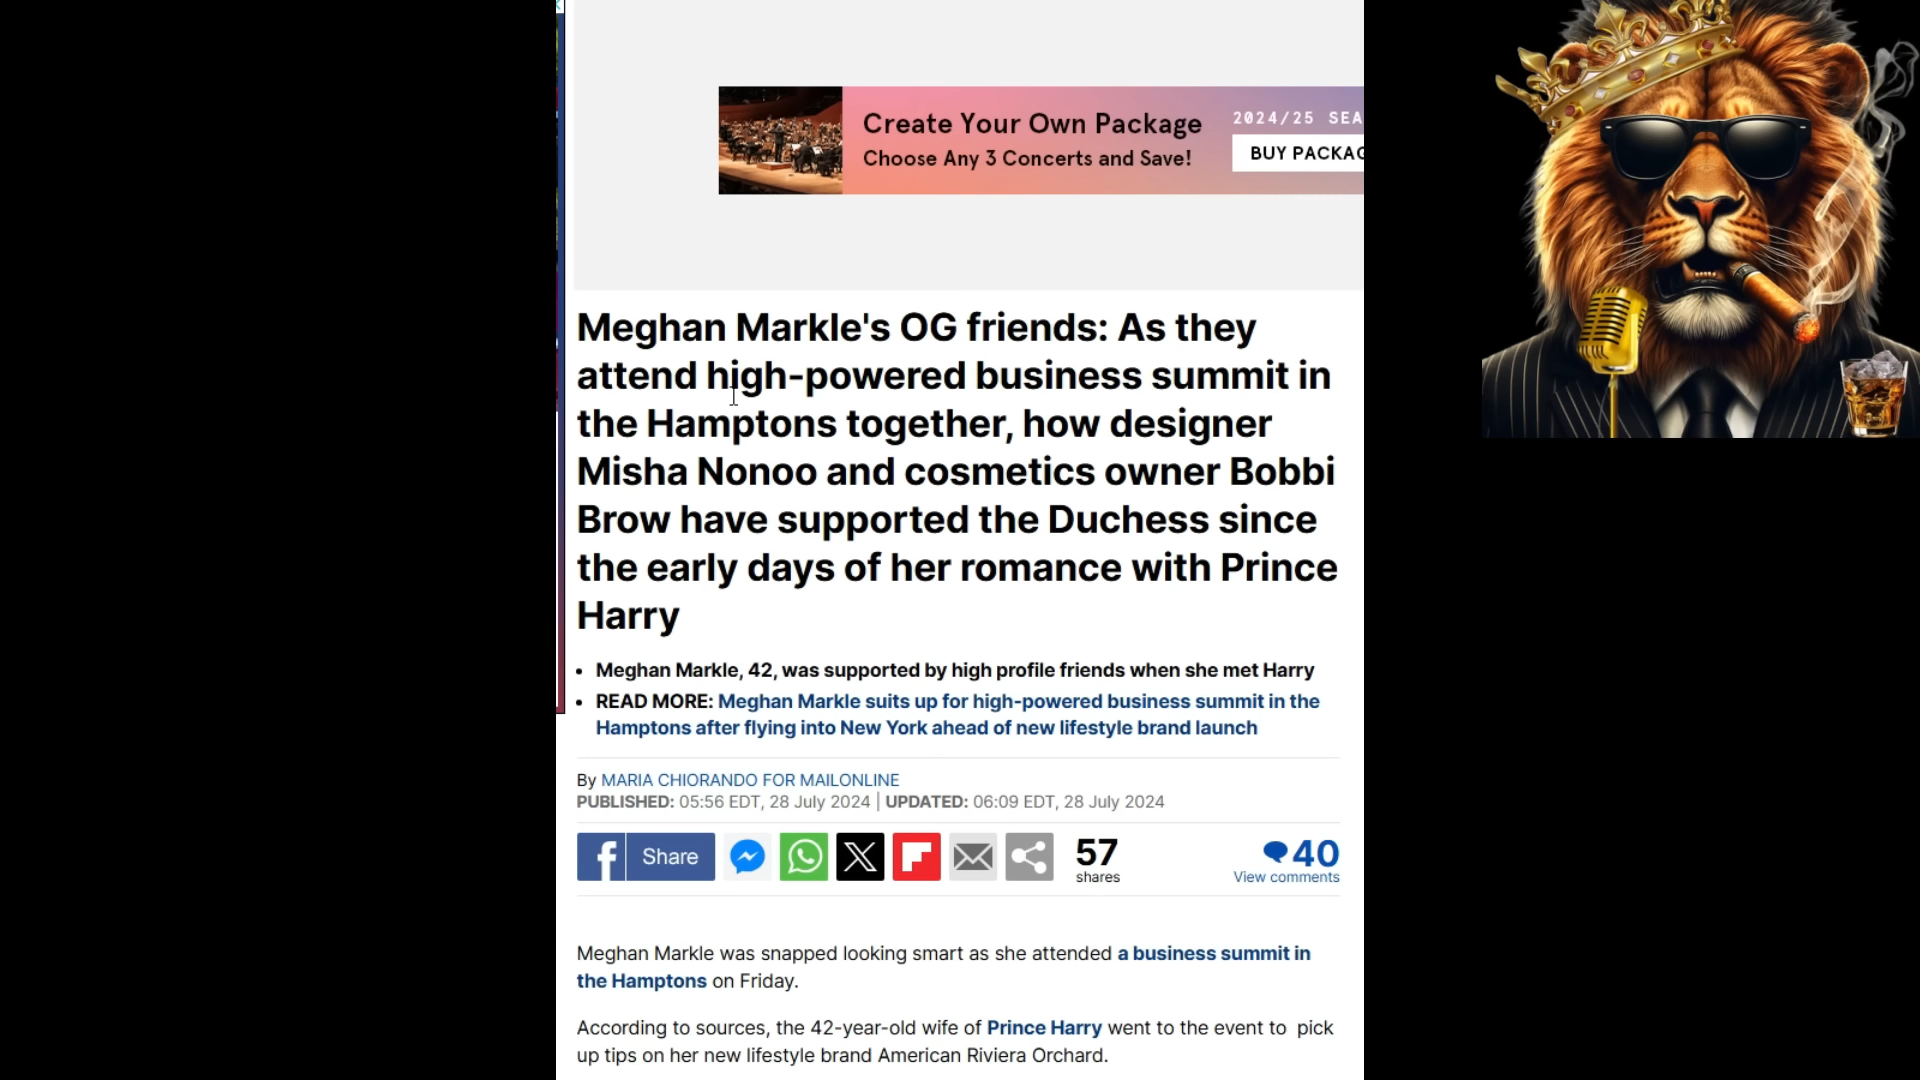 Create Your Own Package
Choose Any 3 Concerts and Save!
2024/25 SEA
BUY PACKAG
Meghan Markle's OG friends: As they
attend high-powered business summit in
the Hamptons together, how designer
Misha Nonoo and cosmetics owner Bobbi
Brow have supported the Duchess since
the early days of her romance with Prince
Harry
• Meghan Markle, 42, was supported by high profile friends when she met Harry
• READ MORE: Meghan Markle suits up for high-powered business summit in the
Hamptons after flying into New York ahead of new lifestyle brand launch
By MARIA CHIORANDO FOR MAILONLINE
PUBLISHED: 05:56 EDT, 28 July 2024 | UPDATED: 06:09 EDT, 28 July 2024
Share
57
shares
40
View comments
Meghan Markle was snapped looking smart as she attended a business summit in
the Hamptons on Friday.
According to sources, the 42-year-old wife of Prince Harry went to the event to pick
up tips on her new lifestyle brand American Riviera Orchard.